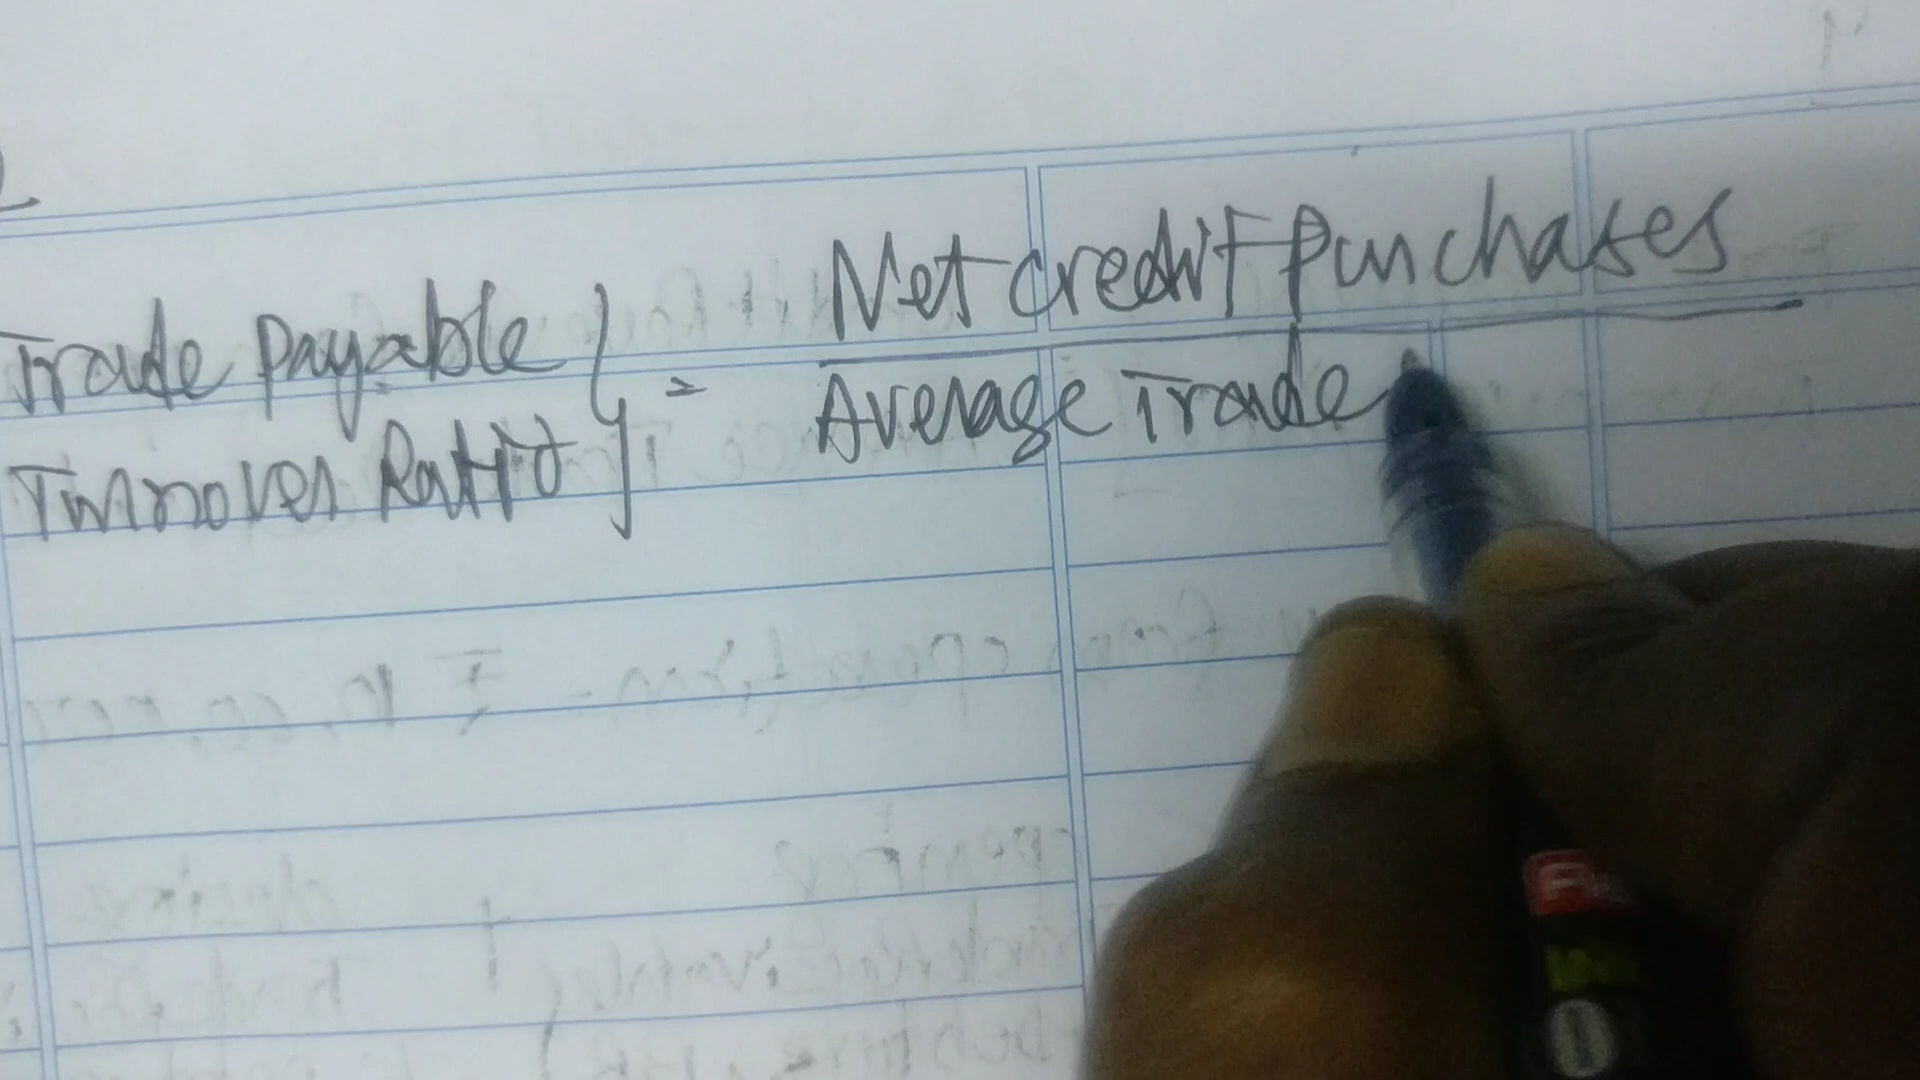 Net credit Purchases
Trade Payable
Turnover Ratio } =
Average Trade